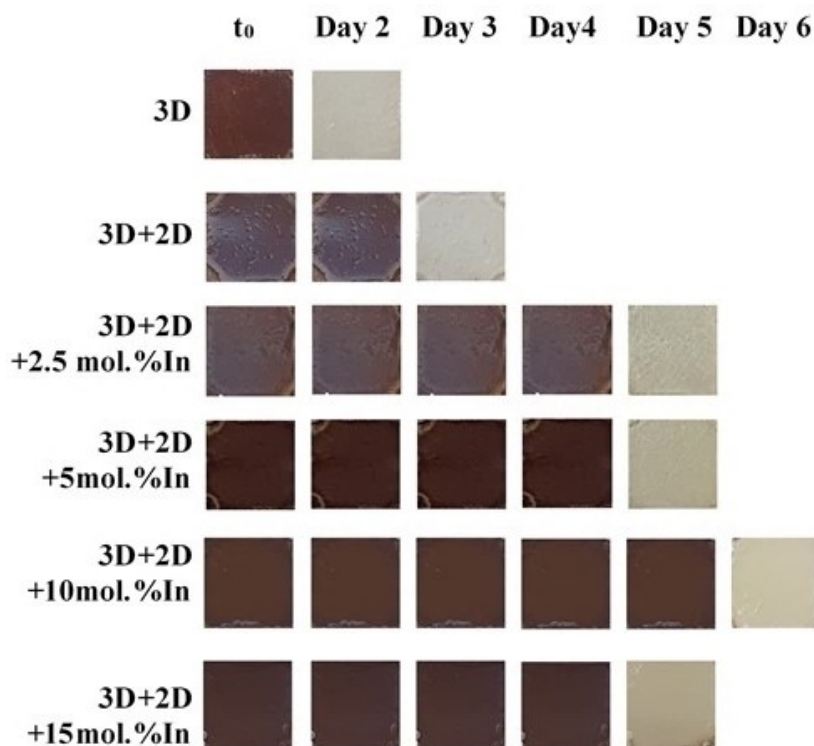 t₀ Day 2 Day 3 Day4 Day 5 Day 6
3D
3D+2D
3D+2D
+2.5 mol.%In
3D+2D
+5mol.%In
3D+2D
+10mol.%In
3D+2D
+15mol.%In